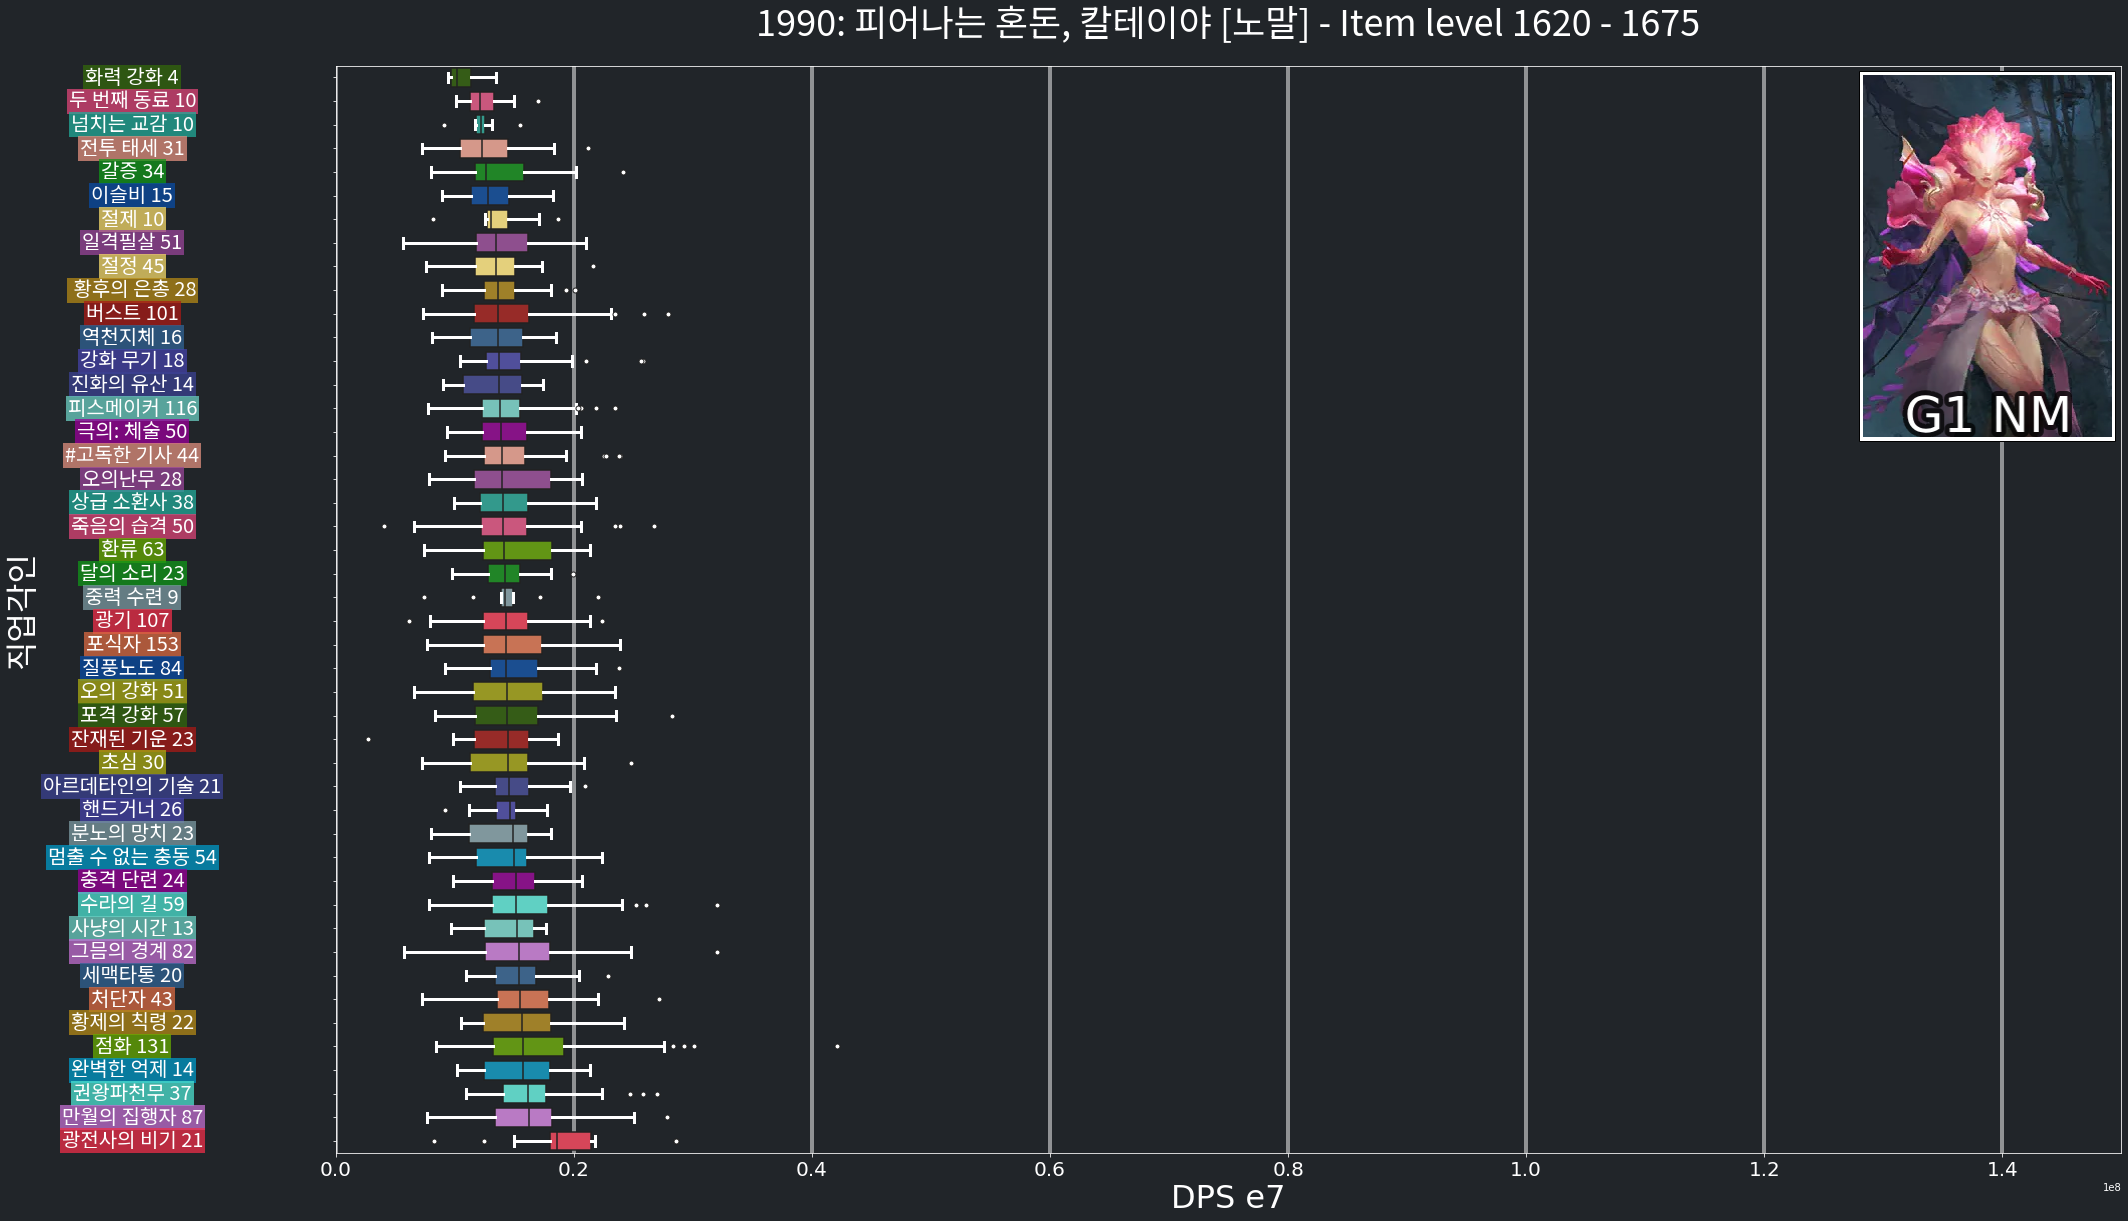 1990: 피어나는 혼돈, 칼테이야 [노말] - Item level 1620 - 1675
화력 강화 4
두 번째 동료 10
넘치는 교감 10
전투 태세 31
갈증 34
이슬비 15
절제 10
일격필살 51
절정 45
황후의 은총 28
버스트 101
역천지체 16
강화 무기 18
진화의 유산 14
피스메이커 116
극의: 체술 50
#고독한 기사 44
오의난무 28
상급 소환사 38
죽음의 습격 50
환류 63
달의 소리 23
중력 수련 9
광기 107
포식자 153
질풍노도 84
오의 강화 51
포격 강화 57
잔재된 기운 23
초심 30
아르데타인의 기술 21
핸드거너 26
분노의 망치 23
멈출 수 없는 충동 54
충격 단련 24
수라의 길 59
사냥의 시간 13
그믐의 경계 82
세맥타통 20
처단자 43
황제의 칙령 22
점화 131
완벽한 억제 14
권왕파천무 37
만월의 집행자 87
광전사의 비기 21
직업각인
G1 NM
0.0 0.2 0.4 0.6 0.8 1.0 1.2 1.4
1e8
DPS e7